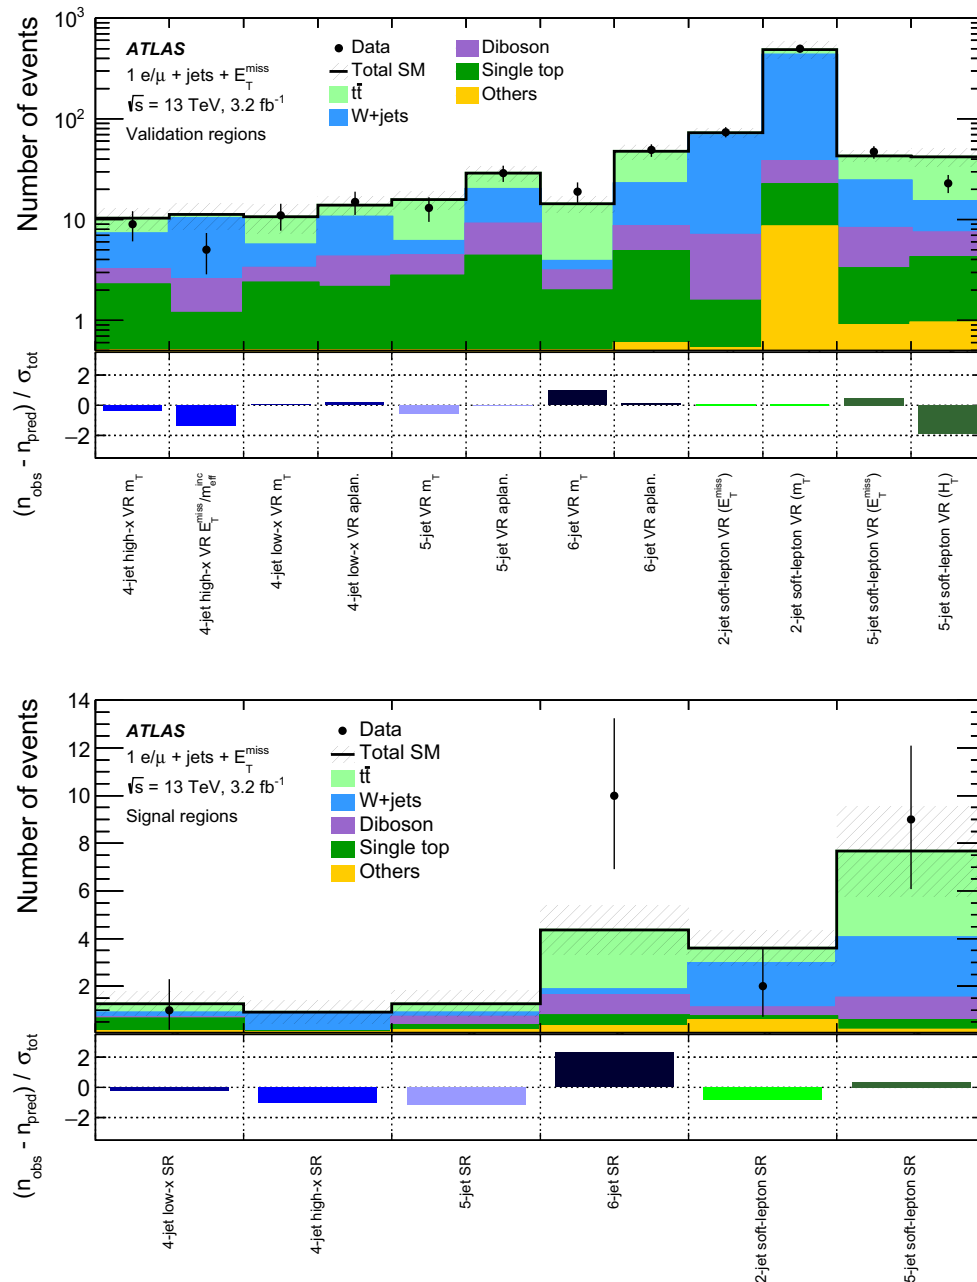 Number of events
10³
10²
10
1
ATLAS
1 e/μ + jets + E_T^miss
√s = 13 TeV, 3.2 fb⁻¹
Validation regions
Data
Total SM
tt̄
W+jets
Diboson
Single top
Others
(n_obs - n_pred) / σ_tot
2
0
−2
4-jet high-x VR m_T
4-jet high-x VR E_T^miss/m_eff^inc
4-jet low-x VR m_T
4-jet low-x VR aplan.
5-jet VR m_T
5-jet VR aplan.
6-jet VR m_T
6-jet VR aplan.
2-jet soft-lepton VR (E_T^miss)
2-jet soft-lepton VR (m_T)
5-jet soft-lepton VR (E_T^miss)
5-jet soft-lepton VR (H_T)
Number of events
14
12
10
8
6
4
2
ATLAS
1 e/μ + jets + E_T^miss
√s = 13 TeV, 3.2 fb⁻¹
Signal regions
Data
Total SM
tt̄
W+jets
Diboson
Single top
Others
(n_obs - n_pred) / σ_tot
2
0
−2
4-jet low-x SR
4-jet high-x SR
5-jet SR
6-jet SR
2-jet soft-lepton SR
5-jet soft-lepton SR